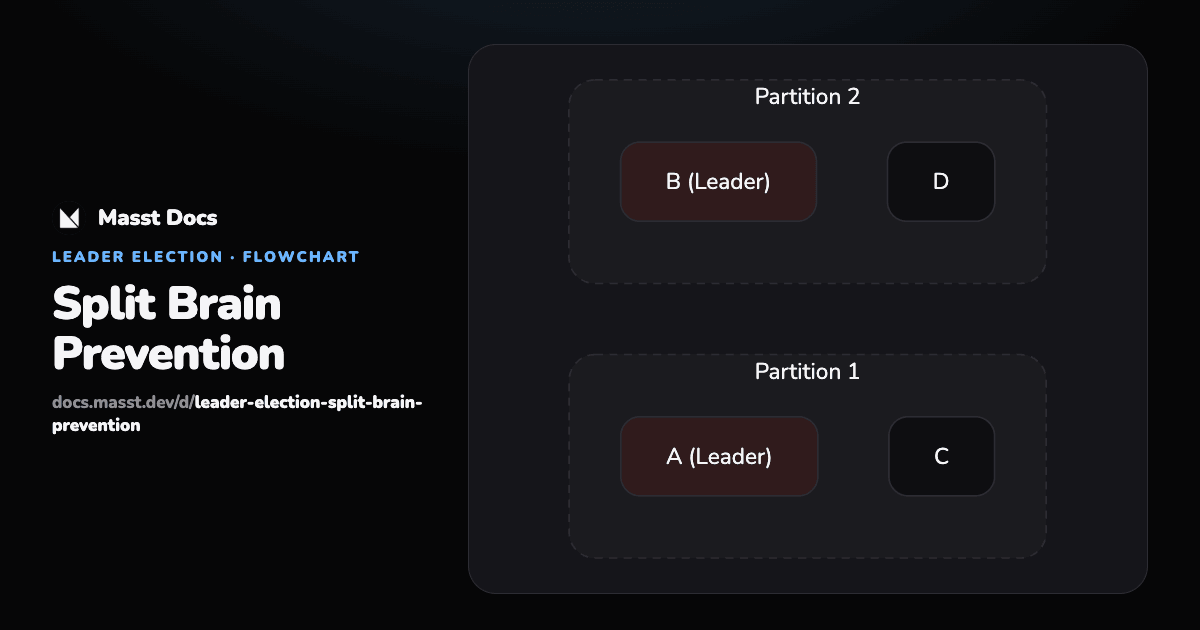 Masst Docs
LEADER ELECTION · FLOWCHART
Split Brain
Prevention
docs.masst.dev/d/leader-election-split-brain-
prevention
Partition 2
B (Leader)
D
Partition 1
A (Leader)
C